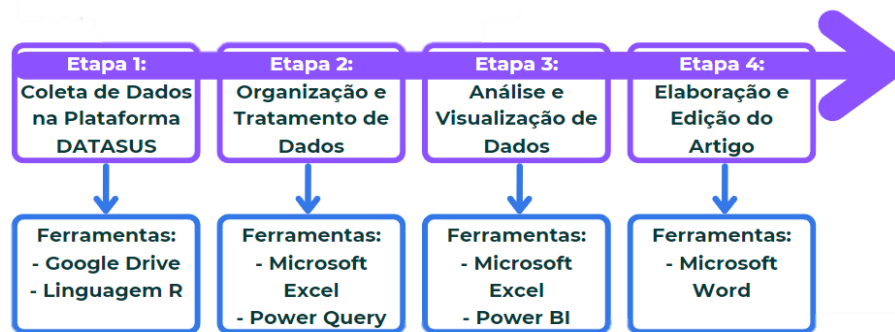 Etapa 1:
Coleta de Dados
na Plataforma
DATASUS
Etapa 2:
Organização e
Tratamento de
Dados
Etapa 3:
Análise e
Visualização de
Dados
Etapa 4:
Elaboração e
Edição do
Artigo
Ferramentas:
- Google Drive
- Linguagem R
Ferramentas:
- Microsoft
Excel
- Power Query
Ferramentas:
- Microsoft
Excel
- Power BI
Ferramentas:
- Microsoft
Word